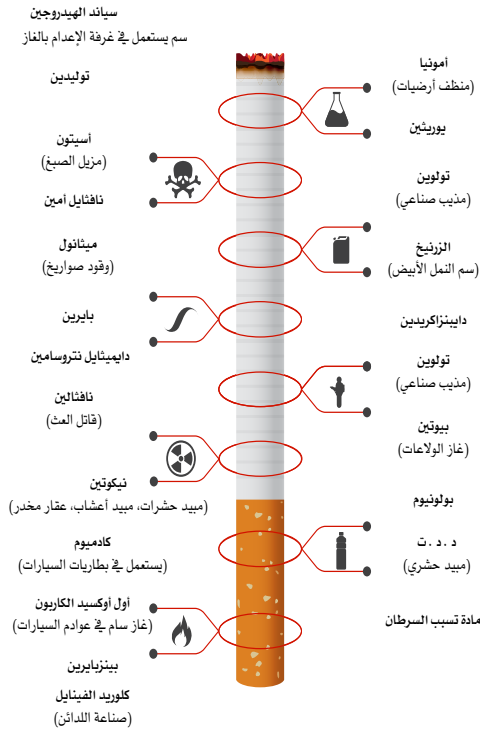 سياند الهيدروجين
سم يستعمل في غرفة الإعدام بالغاز
توليدين
أسيتون
(مزيل الصبغ)
نافثايل أمين
ميثانول
(وقود صواريخ)
بايرين
دايميثايل نتروسامين
نافثالين
(قاتل العث)
نيكوتين
(مبيد حشرات، مبيد أعشاب، عقار مخدر)
كادميوم
(يستعمل في بطاريات السيارات)
أول أوكسيد الكاربون
(غاز سام في عوادم السيارات)
بينزبايرين
كلوريد الفينايل
(صناعة اللدائن)
أمونيا
(منظف أرضيات)
يوريثين
تولوين
(مذيب صناعي)
الزرنيخ
(سم النمل الأبيض)
دايبنزاكريدين
تولوين
(مذيب صناعي)
بيوتين
(غاز الولاعات)
بولونيوم
د . د . ت
(مبيد حشري)
مادة تسبب السرطان